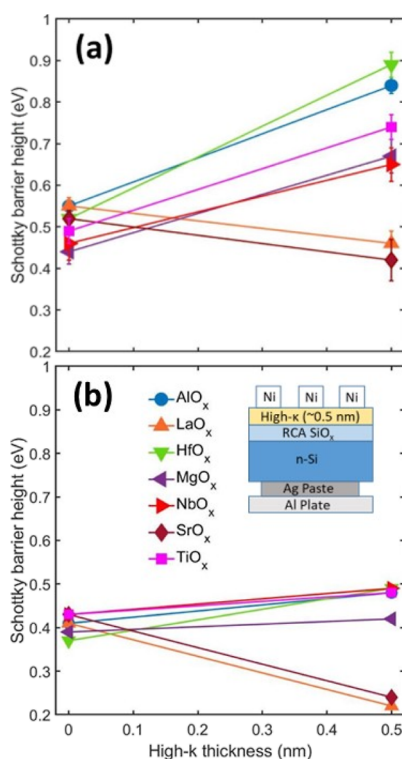 (a)
Schottky barrier height (eV)
1
0.9
0.8
0.7
0.6
0.5
0.4
0.3
0.2
(b)
Schottky barrier height (eV)
1
0.9
0.8
0.7
0.6
0.5
0.4
0.3
0.2
AlOx
LaOx
HfOx
MgOx
NbOx
SrOx
TiOx
Ni Ni Ni
High-κ (~0.5 nm)
RCA SiOx
n-Si
Ag Paste
Al Plate
0 0.1 0.2 0.3 0.4 0.5
High-k thickness (nm)